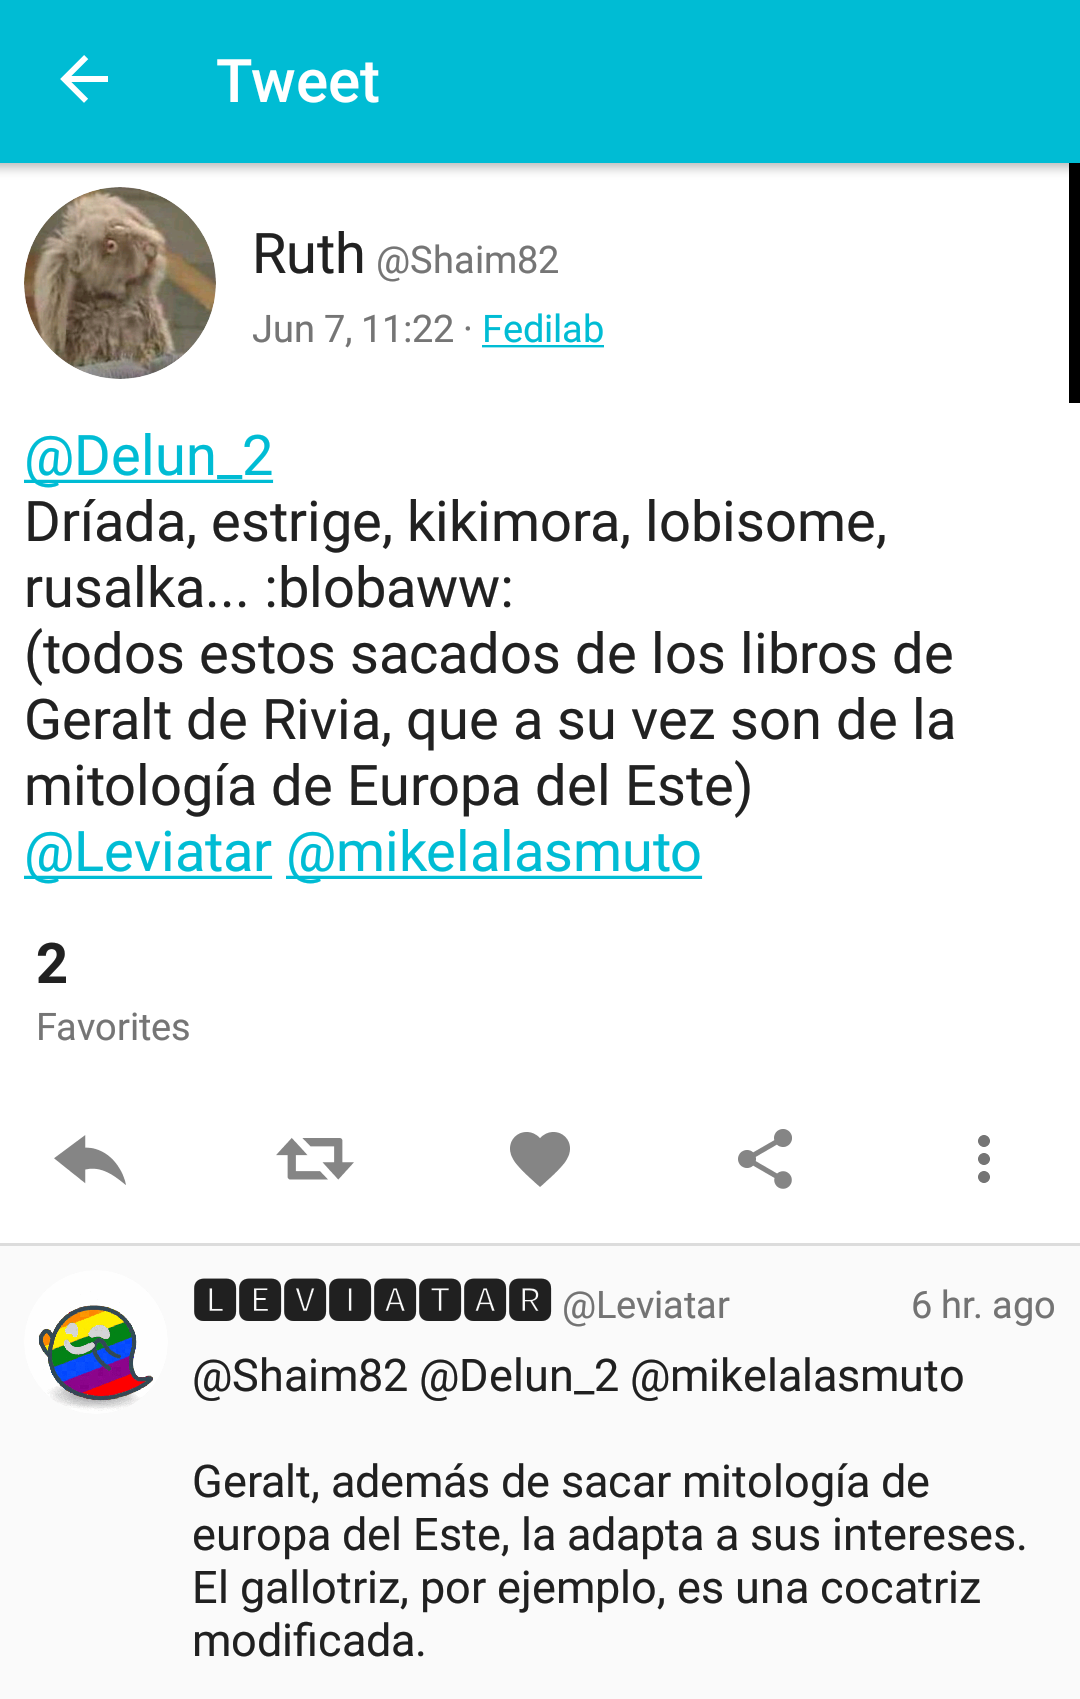 Tweet
Ruth @Shaim82
Jun 7, 11:22 · Fedilab
@Delun_2
Dríada, estrige, kikimora, lobisome,
rusalka... :blobaww:
(todos estos sacados de los libros de
Geralt de Rivia, que a su vez son de la
mitología de Europa del Este)
@Leviatar @mikelalasmuto
2
Favorites
🅻🅴🆅🅸🅰🆃🅰🆁 @Leviatar 6 hr. ago
@Shaim82 @Delun_2 @mikelalasmuto
Geralt, además de sacar mitología de
europa del Este, la adapta a sus intereses.
El gallotriz, por ejemplo, es una cocatriz
modificada.